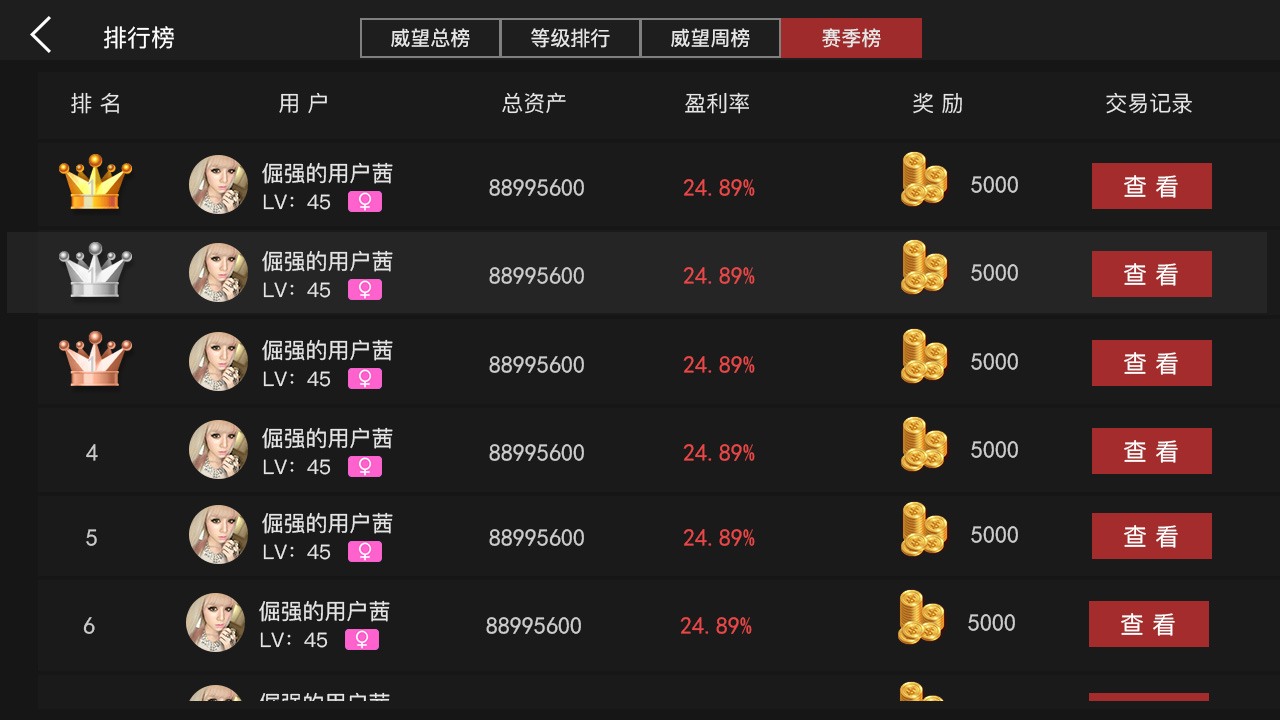 排行榜
威望总榜 等级排行 威望周榜 赛季榜
排 名 用 户 总资产 盈利率 奖 励 交易记录
倔强的用户茜
LV：45
88995600 24.89% 5000 查 看
倔强的用户茜
LV：45
88995600 24.89% 5000 查 看
倔强的用户茜
LV：45
88995600 24.89% 5000 查 看
4
倔强的用户茜
LV：45
88995600 24.89% 5000 查 看
5
倔强的用户茜
LV：45
88995600 24.89% 5000 查 看
6
倔强的用户茜
LV：45
88995600 24.89% 5000 查 看